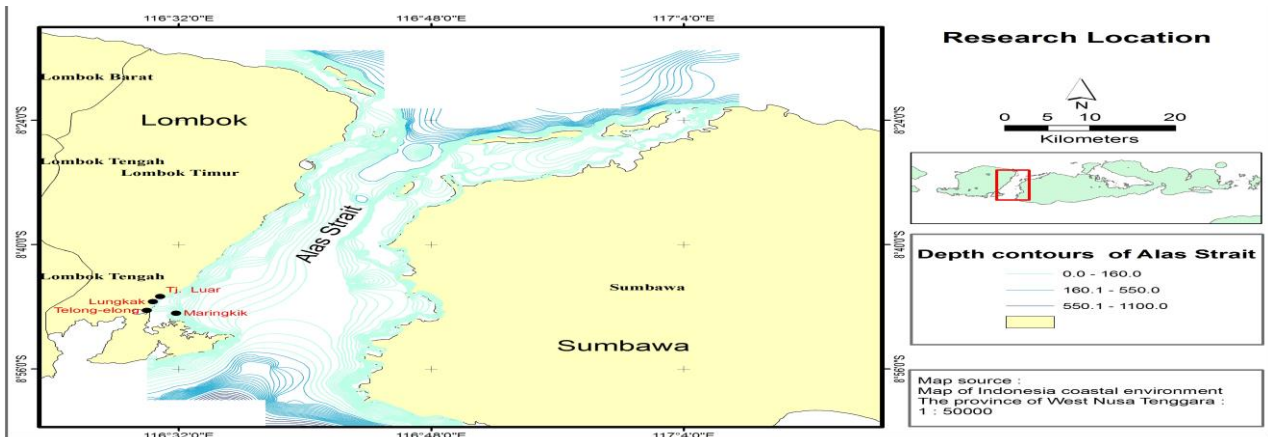 116°32'0"E 116°48'0"E 117°4'0"E
Research Location
Lombok Barat
Lombok
N
0 5 10 20
Kilometers
8°24'0"S 8°24'0"S
Lombok Tengah
Lombok Timur
Alas Strait
8°40'0"S 8°40'0"S
Depth contours of Alas Strait
0.0 - 160.0
160.1 - 550.0
550.1 - 1100.0
Lombok Tengah
Tj. Luar
Lungkak
Telong-elong
Maringkik
Sumbawa
Sumbawa
8°56'0"S 8°56'0"S
Map source :
Map of Indonesia coastal environment
The province of West Nusa Tenggara :
1 : 50000
116°32'0"E 116°48'0"E 117°4'0"E